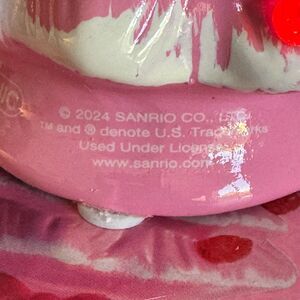 © 2024 SANRIO CO., LTD.
™ and ® denote U.S. Trademarks
Used Under License
www.sanrio.com